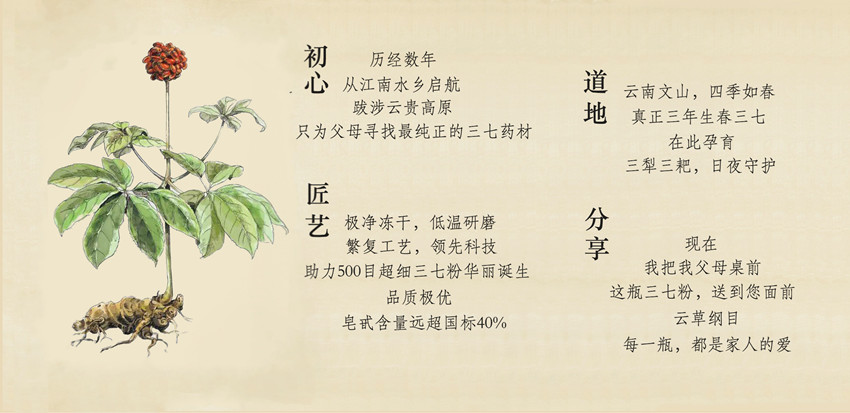 初心
历经数年
从江南水乡启航
跋涉云贵高原
只为父母寻找最纯正的三七药材
匠艺
极净冻干，低温研磨
繁复工艺，领先科技
助力500目超细三七粉华丽诞生
品质极优
皂甙含量远超国标40%
道地
云南文山，四季如春
真正三年生春三七
在此孕育
三犁三耙，日夜守护
分享
现在
我把我父母桌前
这瓶三七粉，送到您面前
云草纲目
每一瓶，都是家人的爱